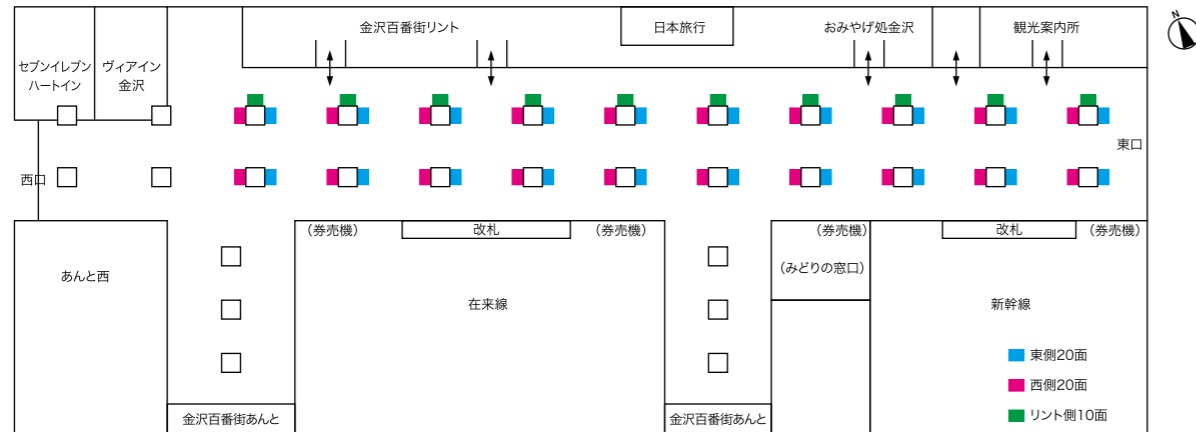 金沢百番街リント
日本旅行
おみやげ処金沢
観光案内所
N
セブンイレブン
ハートイン
ヴィアイン
金沢
東口
西口
(券売機)
改札
(券売機)
(券売機)
改札
(券売機)
あんと西
(みどりの窓口)
在来線
新幹線
東側20面
西側20面
リント側10面
金沢百番街あんと
金沢百番街あんと